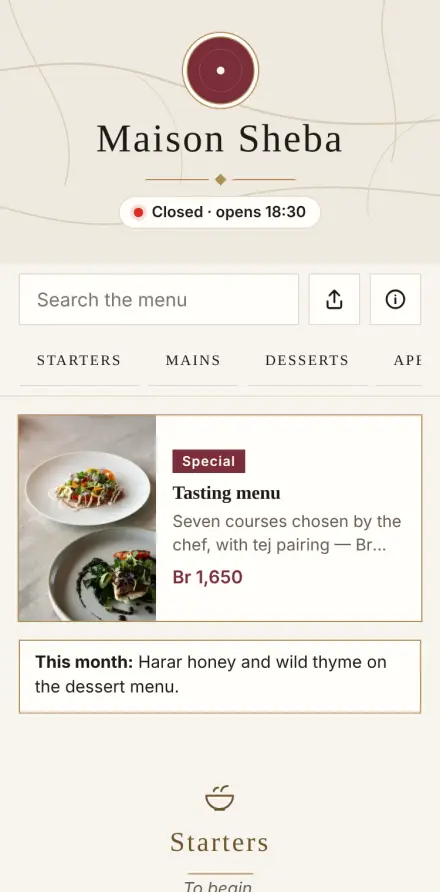 Maison Sheba
Closed · opens 18:30
Search the menu
STARTERS MAINS DESSERTS
Special
Tasting menu
Seven courses chosen by the
chef, with tej pairing — Br...
Br 1,650
This month: Harar honey and wild thyme on
the dessert menu.
Starters
To begin